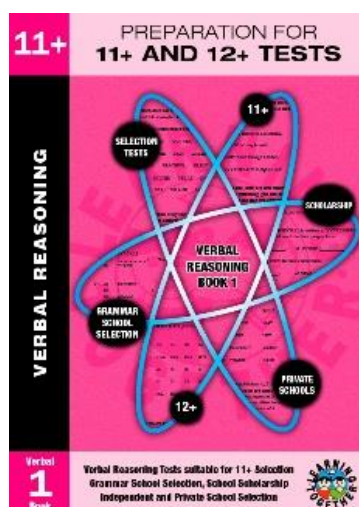 11+
PREPARATION FOR
11+ AND 12+ TESTS
VERBAL REASONING
11+
SELECTION
TESTS
SCHOLARSHIP
VERBAL
REASONING
BOOK 1
GRAMMAR
SCHOOL
SELECTION
PRIVATE
SCHOOLS
12+
Verbal
1
Book
Verbal Reasoning Tests suitable for 11+ Selection
Grammar School Selection, School Scholarship
Independent and Private School Selection
LEARNING
TOGETHER